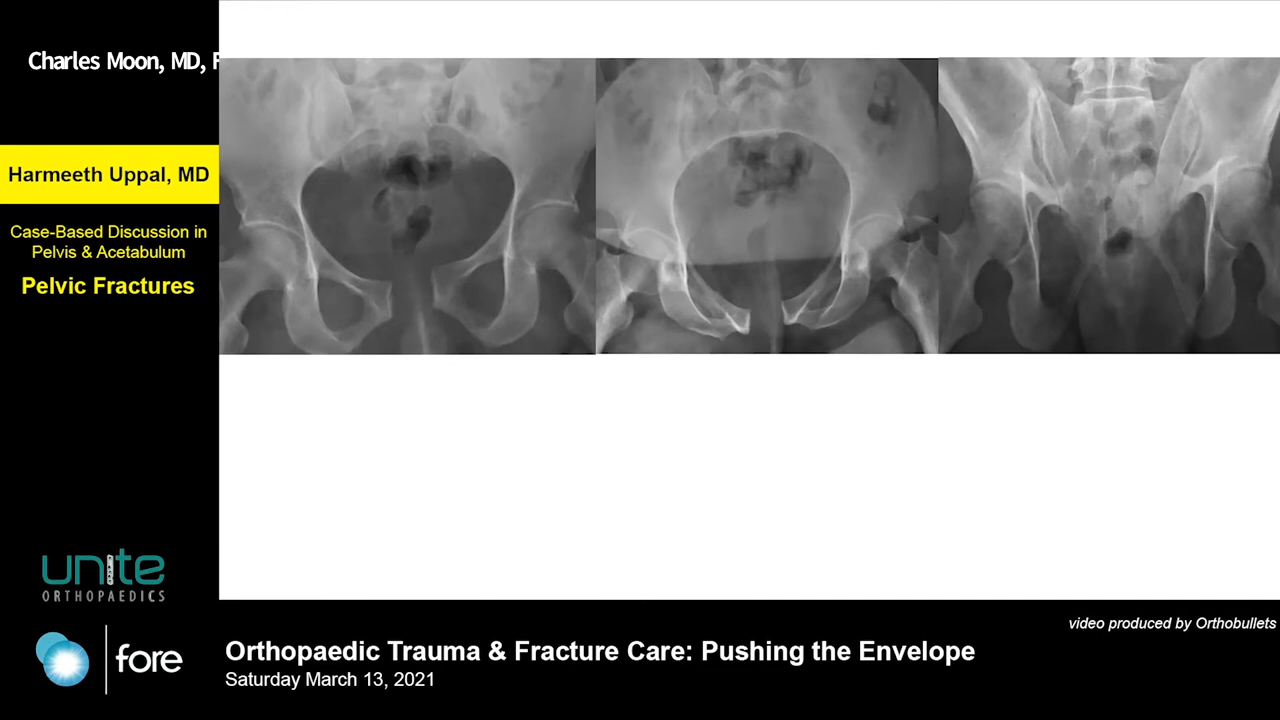 Charles Moon, MD, F
Harmeeth Uppal, MD
Case-Based Discussion in
Pelvis & Acetabulum
Pelvic Fractures
unite
ORTHOPAEDICS
fore
video produced by Orthobullets
Orthopaedic Trauma & Fracture Care: Pushing the Envelope
Saturday March 13, 2021